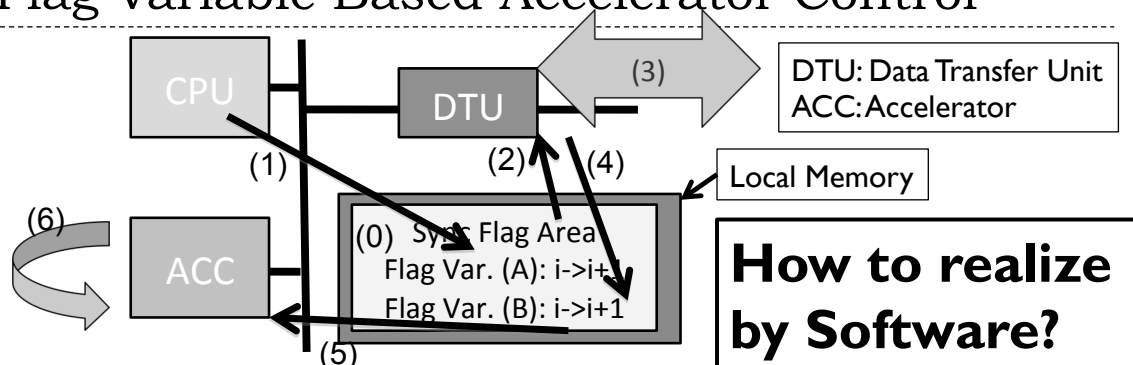 Flag Variable Based Accelerator Control
CPU
DTU
(3)
DTU: Data Transfer Unit
ACC: Accelerator
(1)
(2)
(4)
Local Memory
(6)
ACC
(0) Sync Flag Area
Flag Var. (A): i->i+1
Flag Var. (B): i->i+1
(5)
How to realize
by Software?